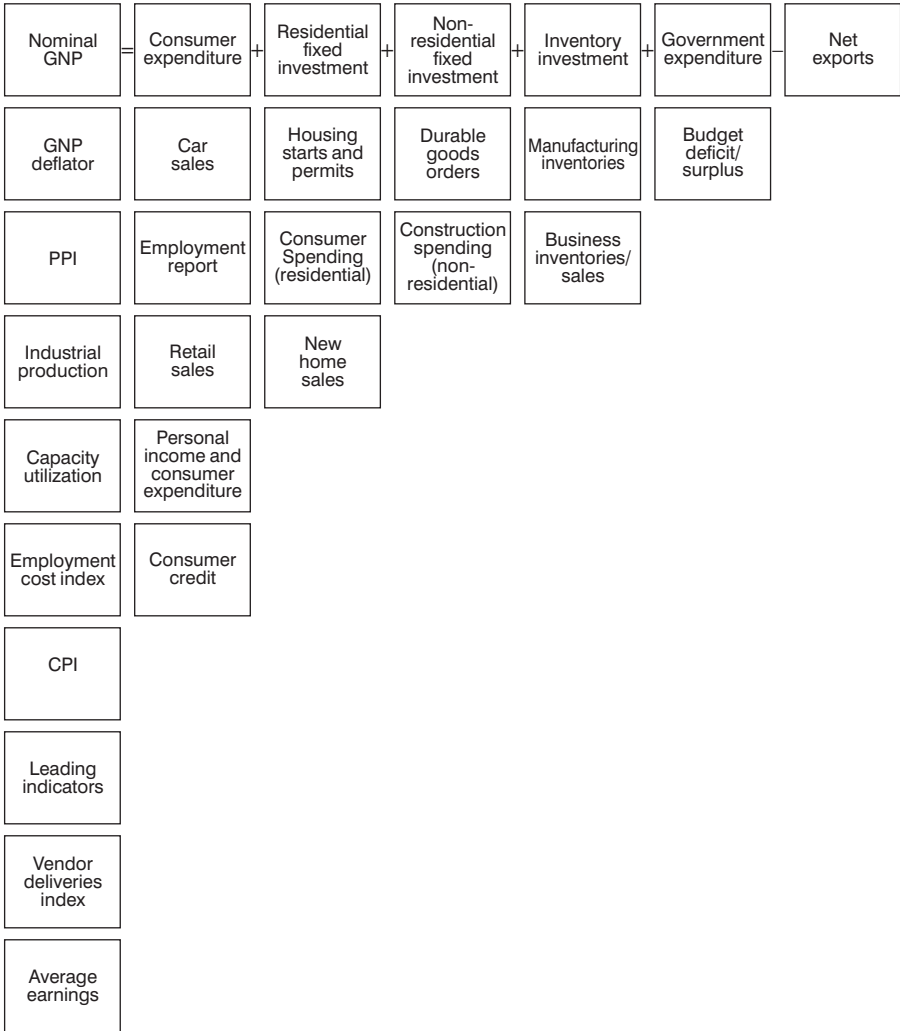 Nominal
GNP
=
Consumer
expenditure
+
Residential
fixed
investment
+
Non-
residential
fixed
investment
+
Inventory
investment
+
Government
expenditure
−
Net
exports
GNP
deflator
Car
sales
Housing
starts and
permits
Durable
goods
orders
Manufacturing
inventories
Budget
deficit/
surplus
PPI
Employment
report
Consumer
Spending
(residential)
Construction
spending
(non-
residential)
Business
inventories/
sales
Industrial
production
Retail
sales
New
home
sales
Capacity
utilization
Personal
income and
consumer
expenditure
Employment
cost index
Consumer
credit
CPI
Leading
indicators
Vendor
deliveries
index
Average
earnings